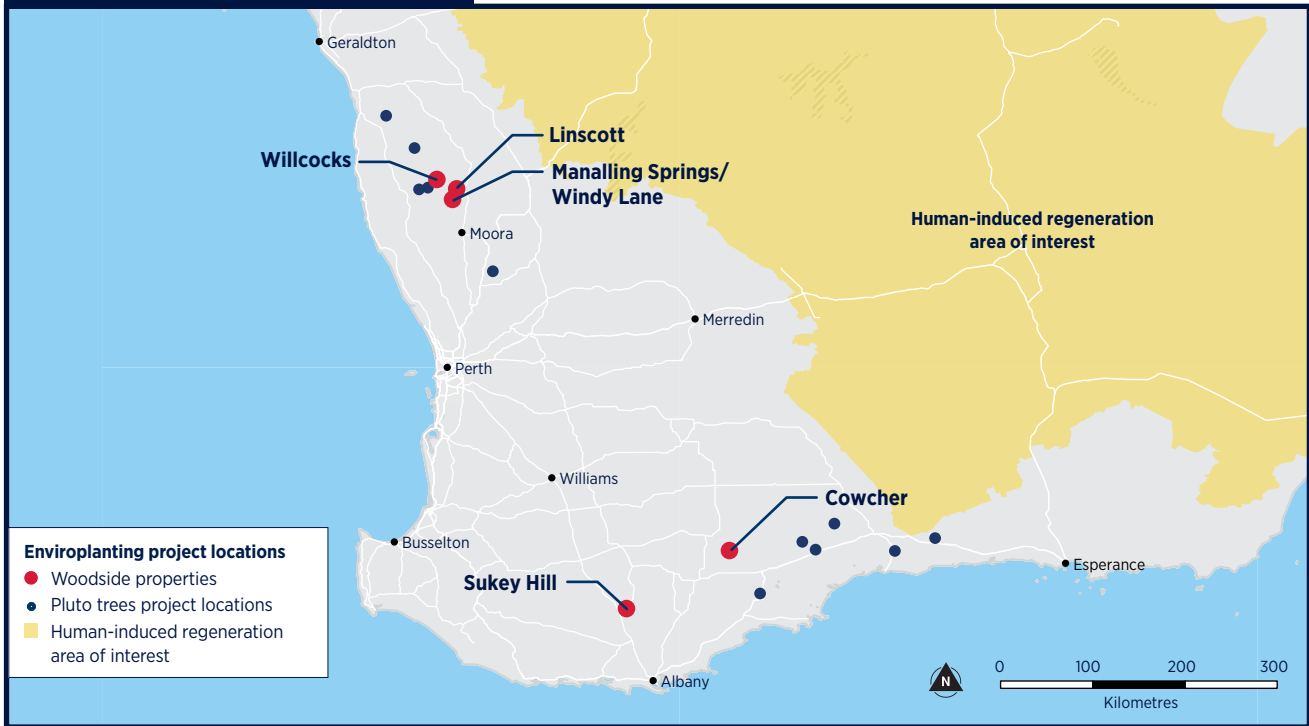 Geraldton
Linscott
Willcocks
Manalling Springs/
Windy Lane
Human-induced regeneration
area of interest
Moora
Merredin
Perth
Williams
Cowcher
Busselton
Esperance
Sukey Hill
Albany
Enviroplanting project locations
Woodside properties
Pluto trees project locations
Human-induced regeneration
area of interest
N
0 100 200 300
Kilometres